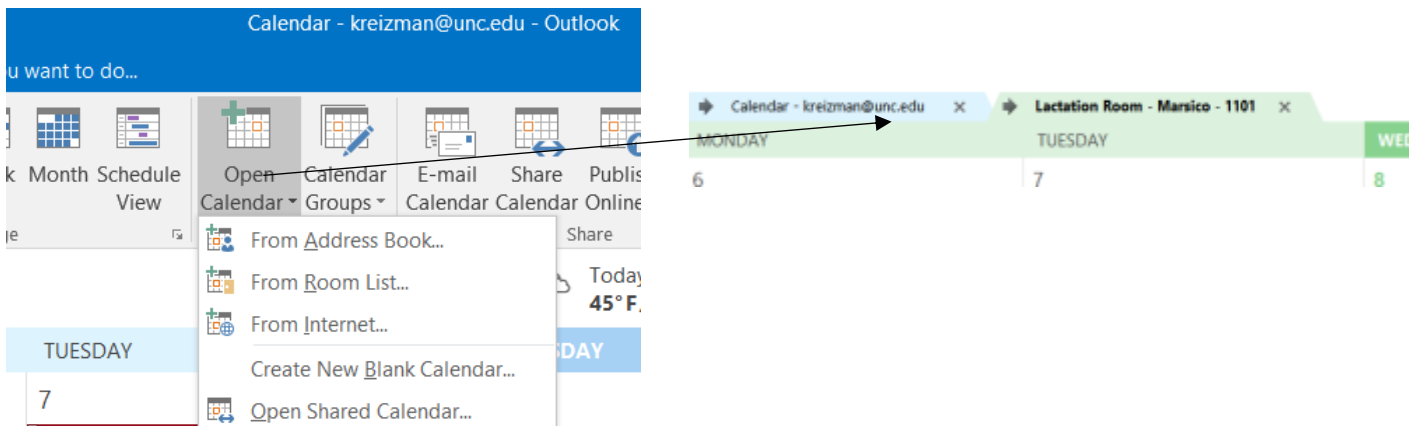 Calendar - kreizman@unc.edu - Outlook
u want to do...
k Month Schedule View
Open Calendar
Calendar Groups
E-mail Calendar
Share Calendar
Publis Online
ge
Share
From Address Book...
From Room List...
From Internet...
Create New Blank Calendar...
Open Shared Calendar...
Today
45° F,
TUESDAY
SDAY
7
Calendar - kreizman@unc.edu
Lactation Room - Marsico - 1101
MONDAY TUESDAY WED
6 7 8